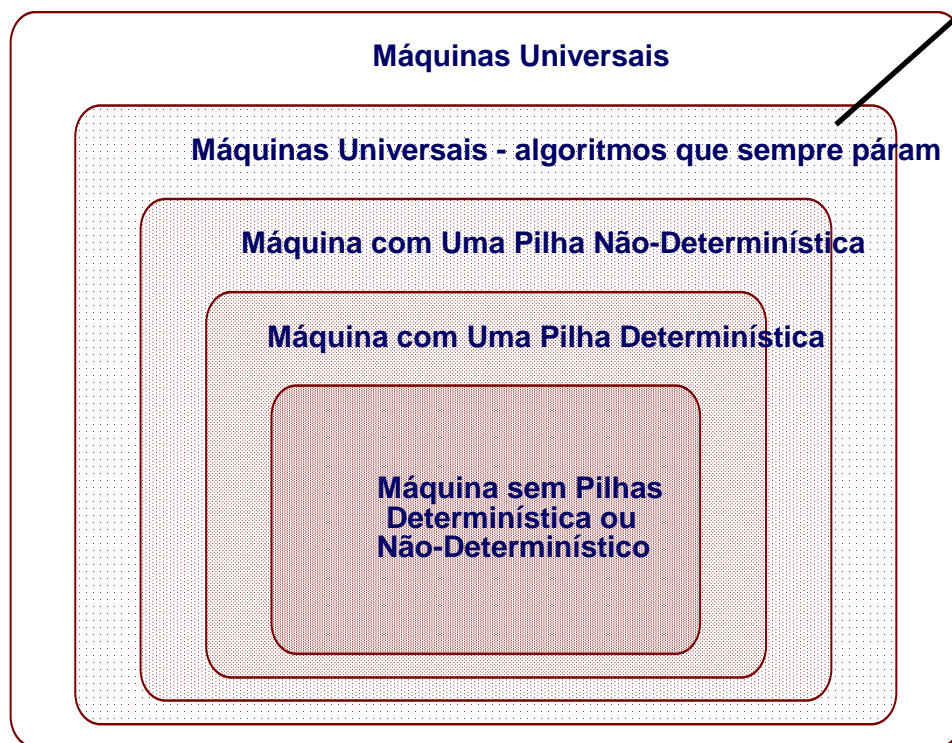 Máquinas Universais
Máquinas Universais - algoritmos que sempre páram
Máquina com Uma Pilha Não-Determinística
Máquina com Uma Pilha Determinística
Máquina sem Pilhas
Determinística ou
Não-Determinístico